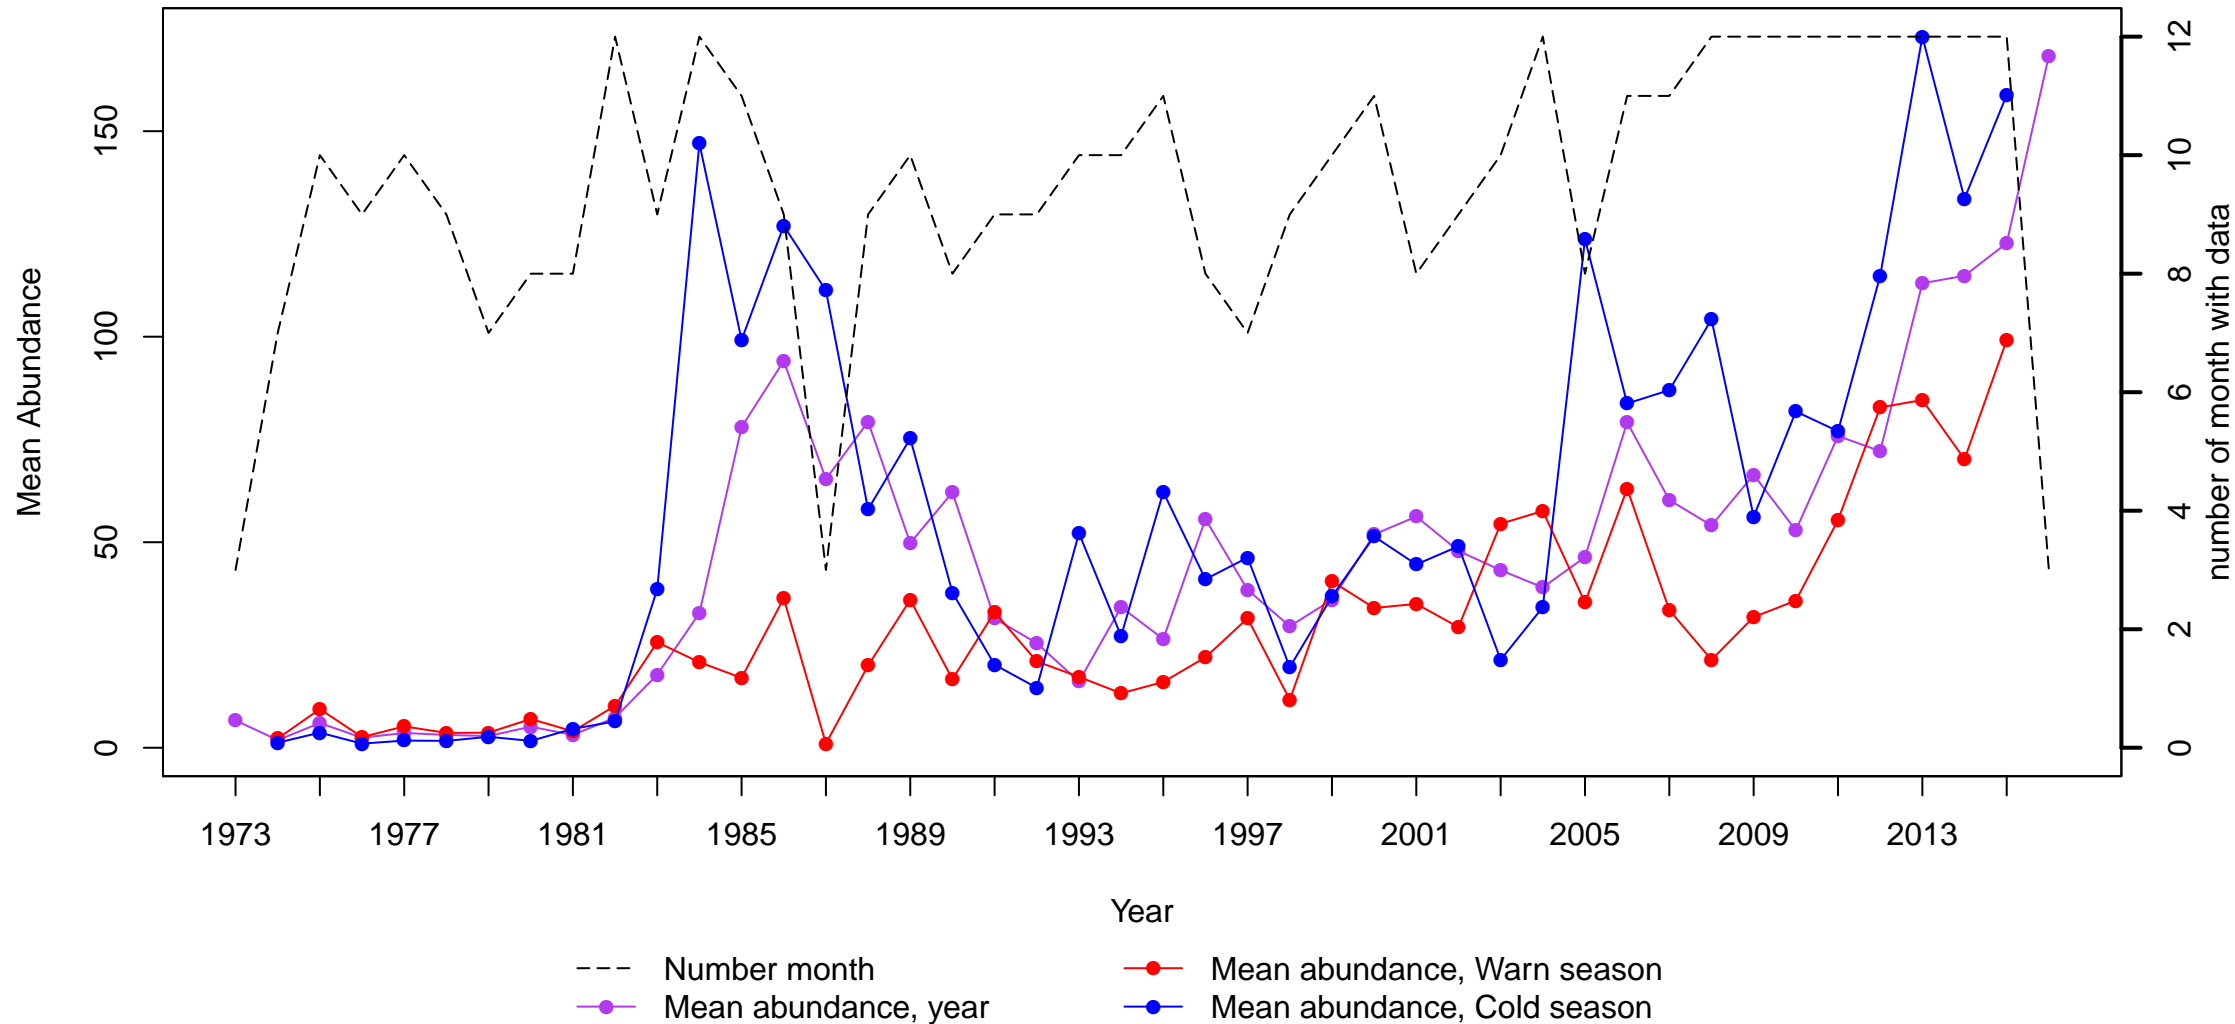 Mean Abundance
150
100
50
0
12
10
8
6
4
2
0
number of month with data
1973 1977 1981 1985 1989 1993 1997 2001 2005 2009 2013
Year
Number month
Mean abundance, year
Mean abundance, Warn season
Mean abundance, Cold season